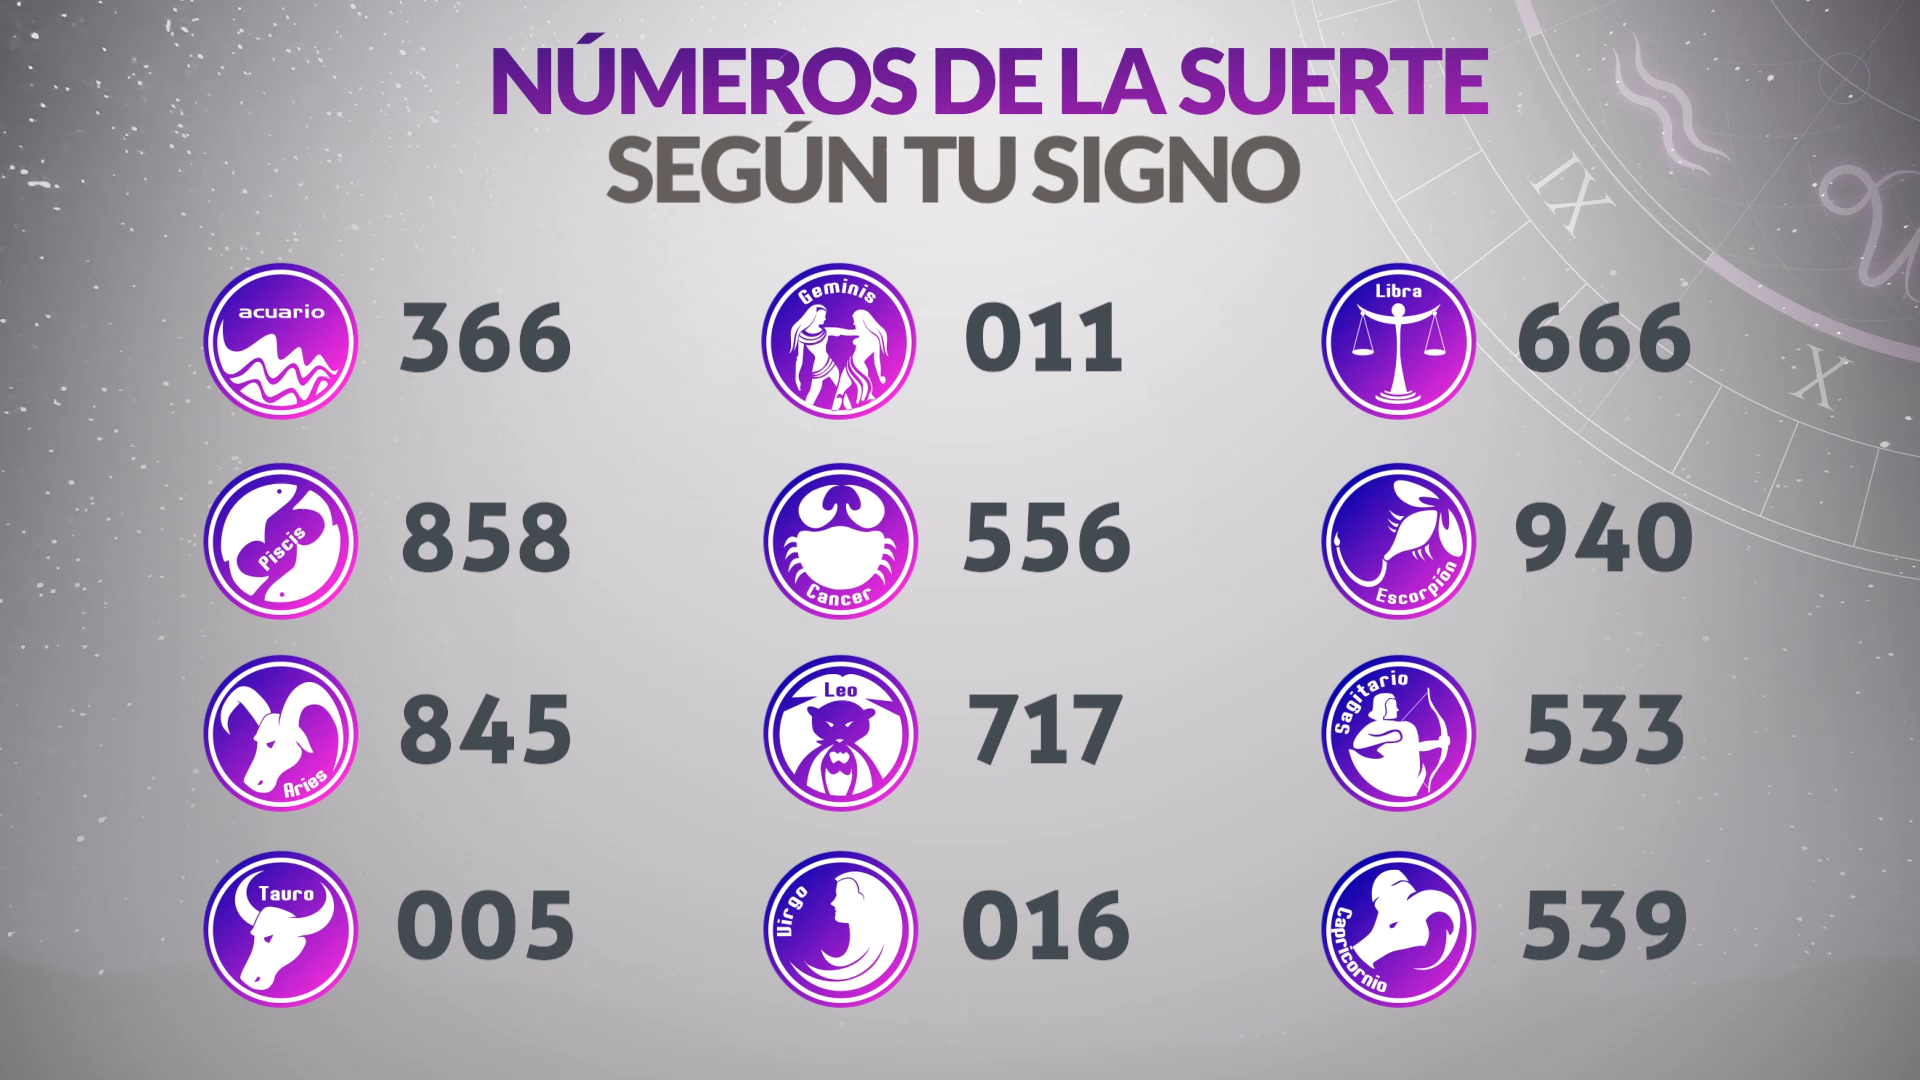 NÚMEROS DE LA SUERTE
SEGÚN TU SIGNO
acuario 366
Geminis 011
Libra 666
Piscis 858
Cancer 556
Escorpión 940
Aries 845
Leo 717
Sagitario 533
Tauro 005
Virgo 016
Capricornio 539
IX
X